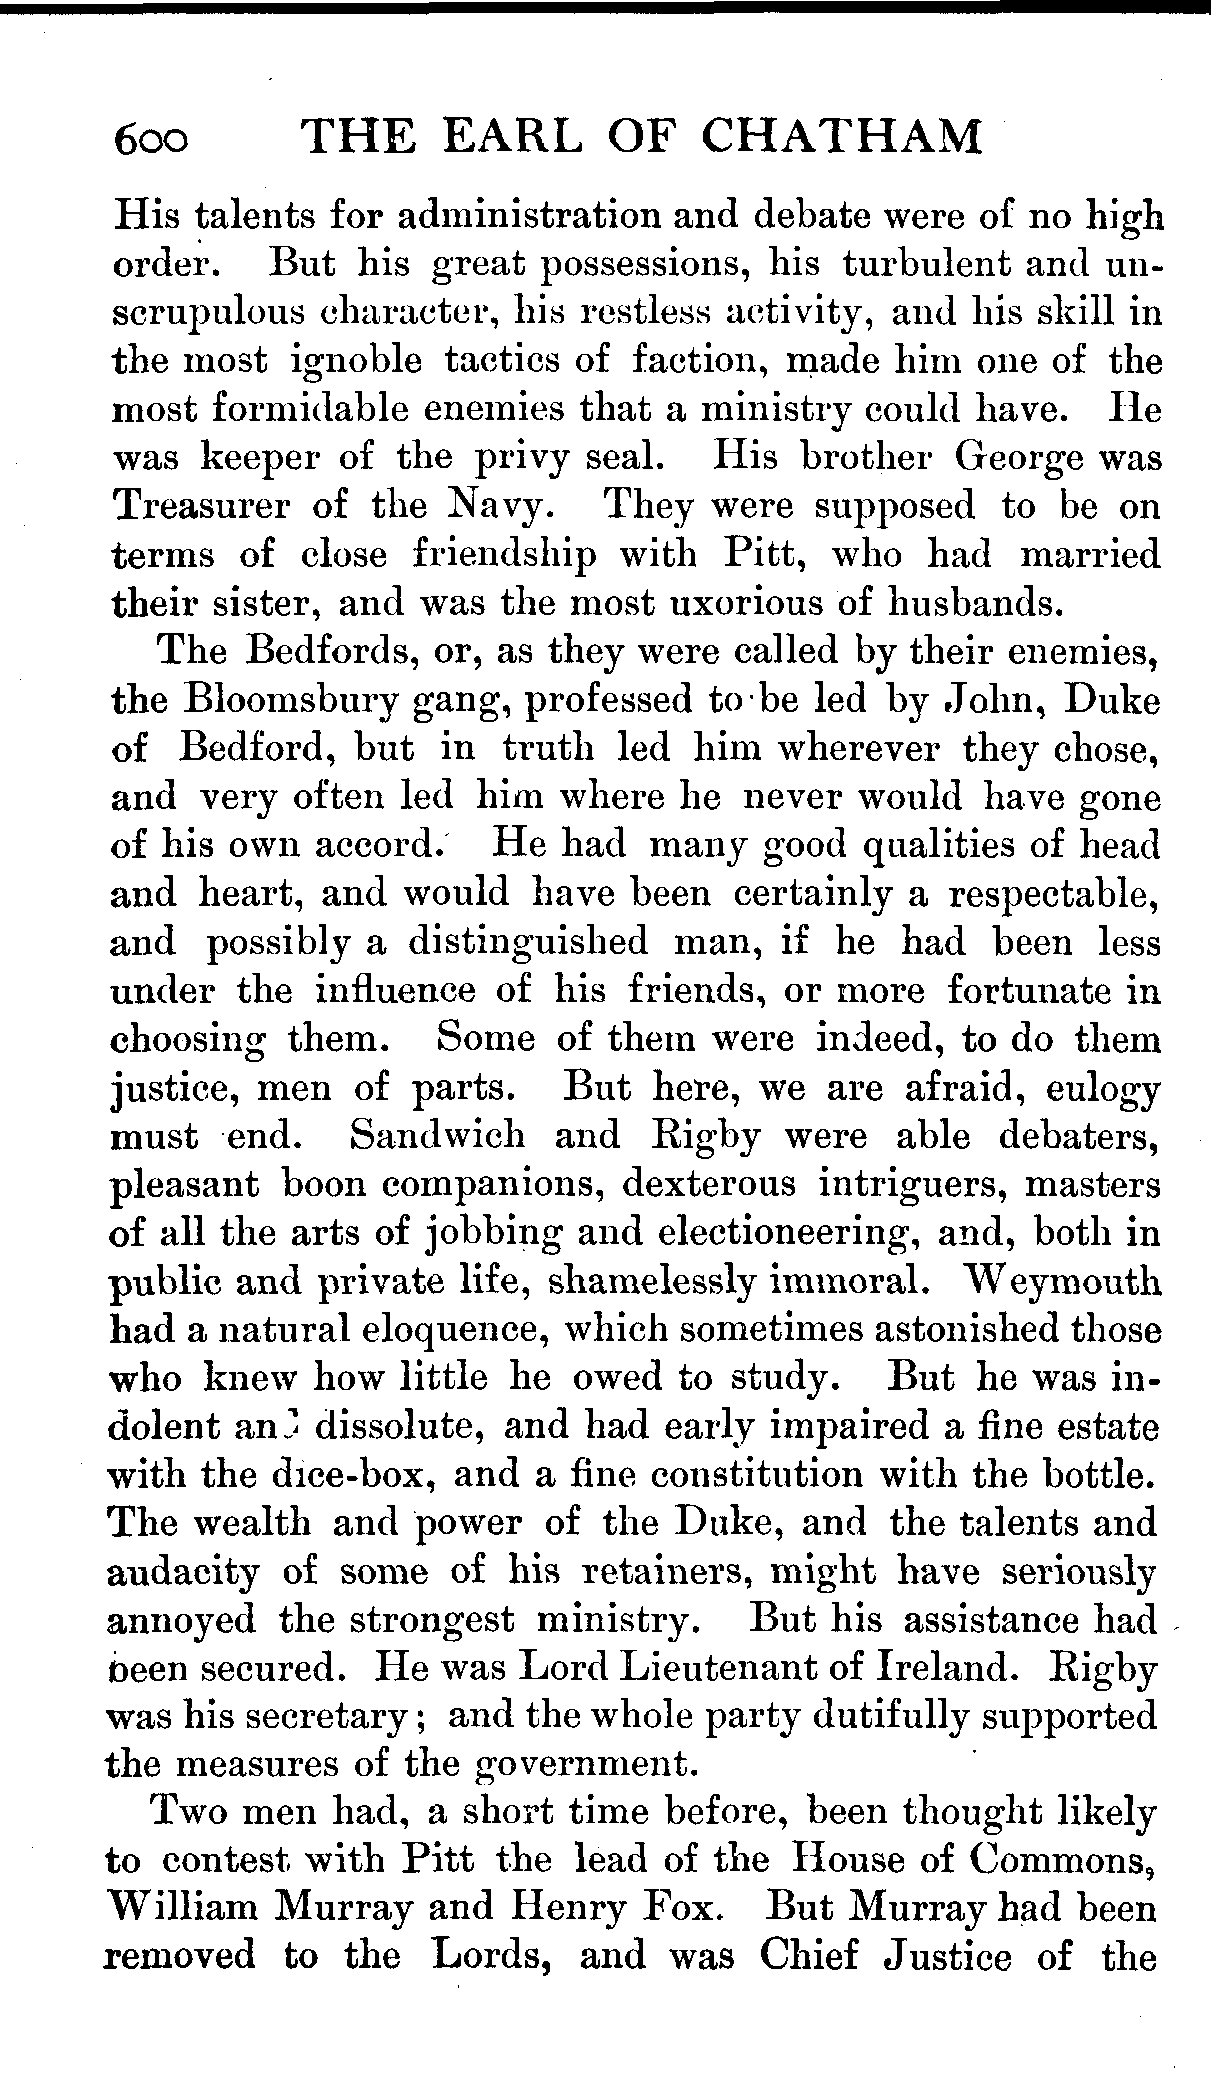 600 THE EARL OF CHATHAM
His talents for administration and debate were of no high
order. But his great possessions, his turbulent and un-
scrupulous character, his restless activity, and his skill in
the most ignoble tactics of faction, made him one of the
most formidable enemies that a ministry could have. He
was keeper of the privy seal. His brother George was
Treasurer of the Navy. They were supposed to be on
terms of close friendship with Pitt, who had married
their sister, and was the most uxorious of husbands.
The Bedfords, or, as they were called by their enemies,
the Bloomsbury gang, professed to be led by John, Duke
of Bedford, but in truth led him wherever they chose,
and very often led him where he never would have gone
of his own accord. He had many good qualities of head
and heart, and would have been certainly a respectable,
and possibly a distinguished man, if he had been less
under the influence of his friends, or more fortunate in
choosing them. Some of them were indeed, to do them
justice, men of parts. But here, we are afraid, eulogy
must end. Sandwich and Rigby were able debaters,
pleasant boon companions, dexterous intriguers, masters
of all the arts of jobbing and electioneering, and, both in
public and private life, shamelessly immoral. Weymouth
had a natural eloquence, which sometimes astonished those
who knew how little he owed to study. But he was in-
dolent and dissolute, and had early impaired a fine estate
with the dice-box, and a fine constitution with the bottle.
The wealth and power of the Duke, and the talents and
audacity of some of his retainers, might have seriously
annoyed the strongest ministry. But his assistance had
been secured. He was Lord Lieutenant of Ireland. Rigby
was his secretary; and the whole party dutifully supported
the measures of the government.
Two men had, a short time before, been thought likely
to contest with Pitt the lead of the House of Commons,
William Murray and Henry Fox. But Murray had been
removed to the Lords, and was Chief Justice of the